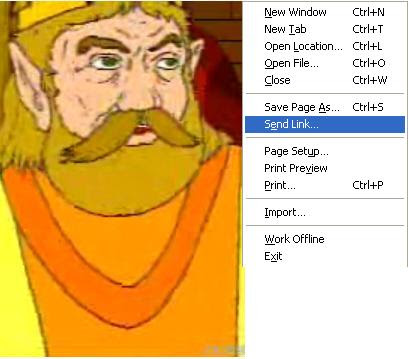 New Window Ctrl+N
New Tab Ctrl+T
Open Location... Ctrl+L
Open File... Ctrl+O
Close Ctrl+W
Save Page As... Ctrl+S
Send Link...
Page Setup...
Print Preview
Print... Ctrl+P
Import...
Work Offline
Exit